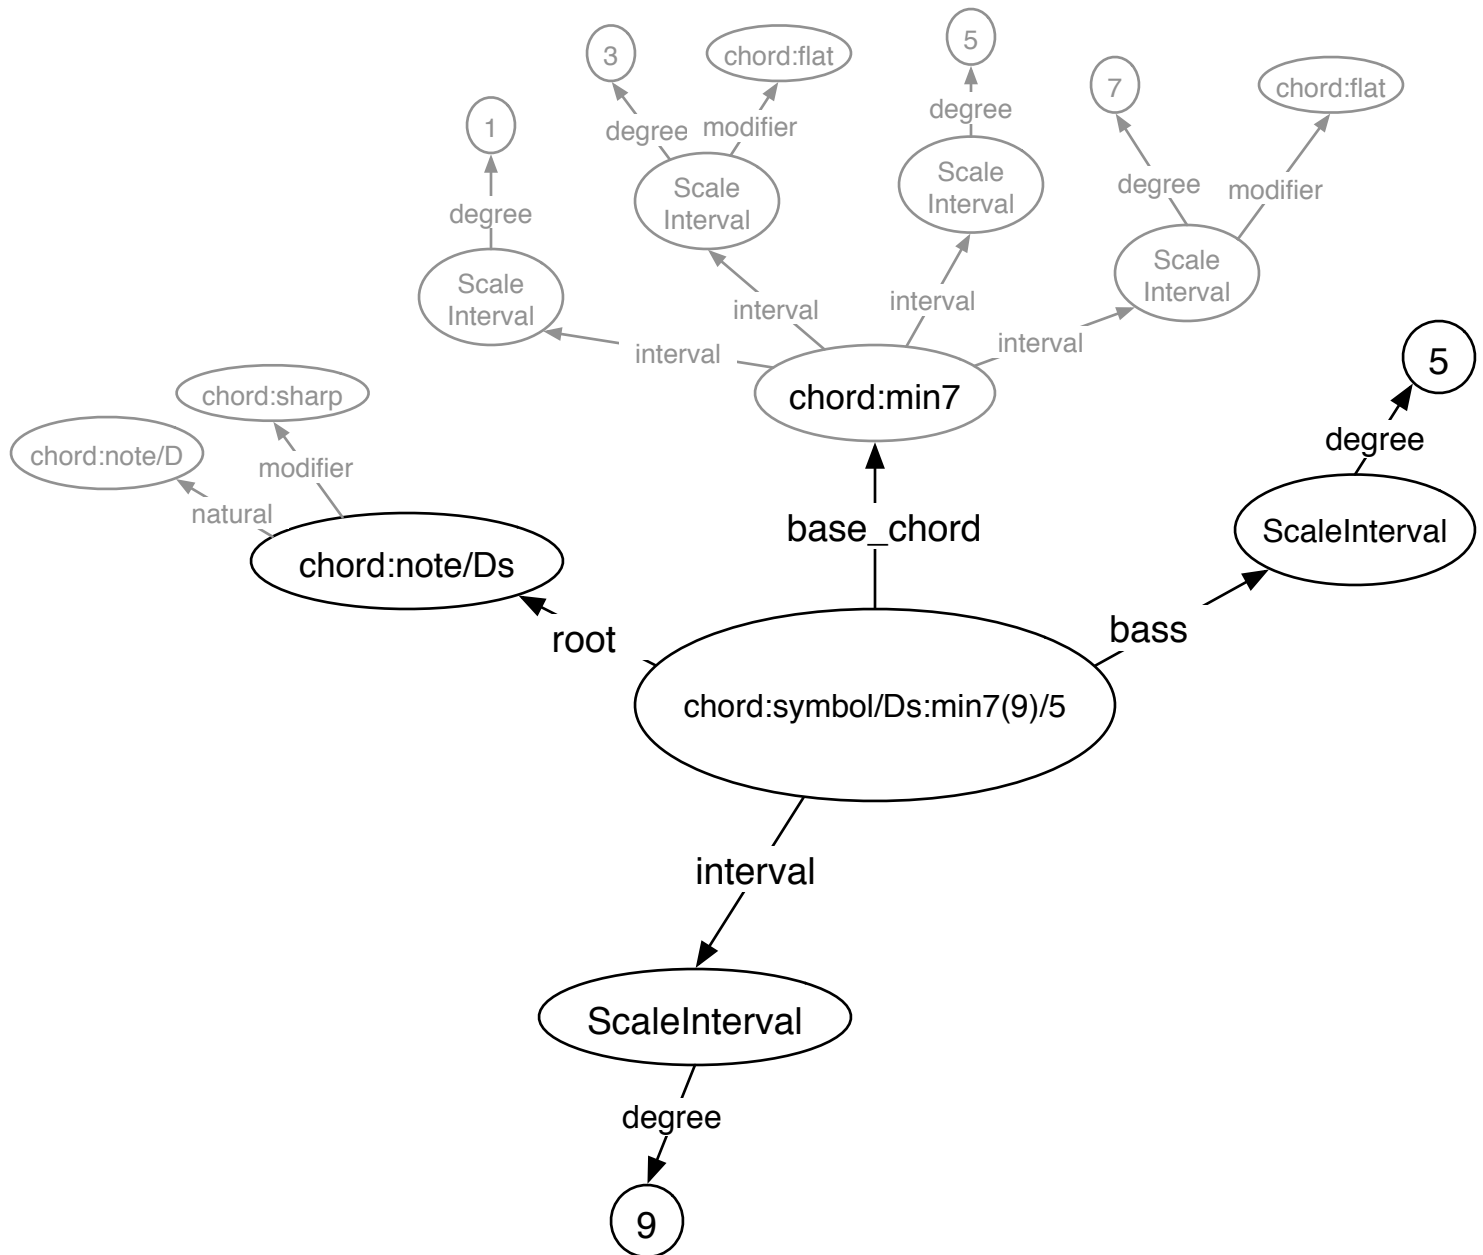 5
3
chord:flat
7
chord:flat
degree
1
degree
modifier
Scale
Interval
degree
modifier
Scale
Interval
degree
Scale
Interval
Scale
Interval
interval
interval
interval
interval
5
chord:min7
chord:sharp
degree
chord:note/D
modifier
natural
base_chord
ScaleInterval
chord:note/Ds
root
bass
chord:symbol/Ds:min7(9)/5
interval
ScaleInterval
degree
9